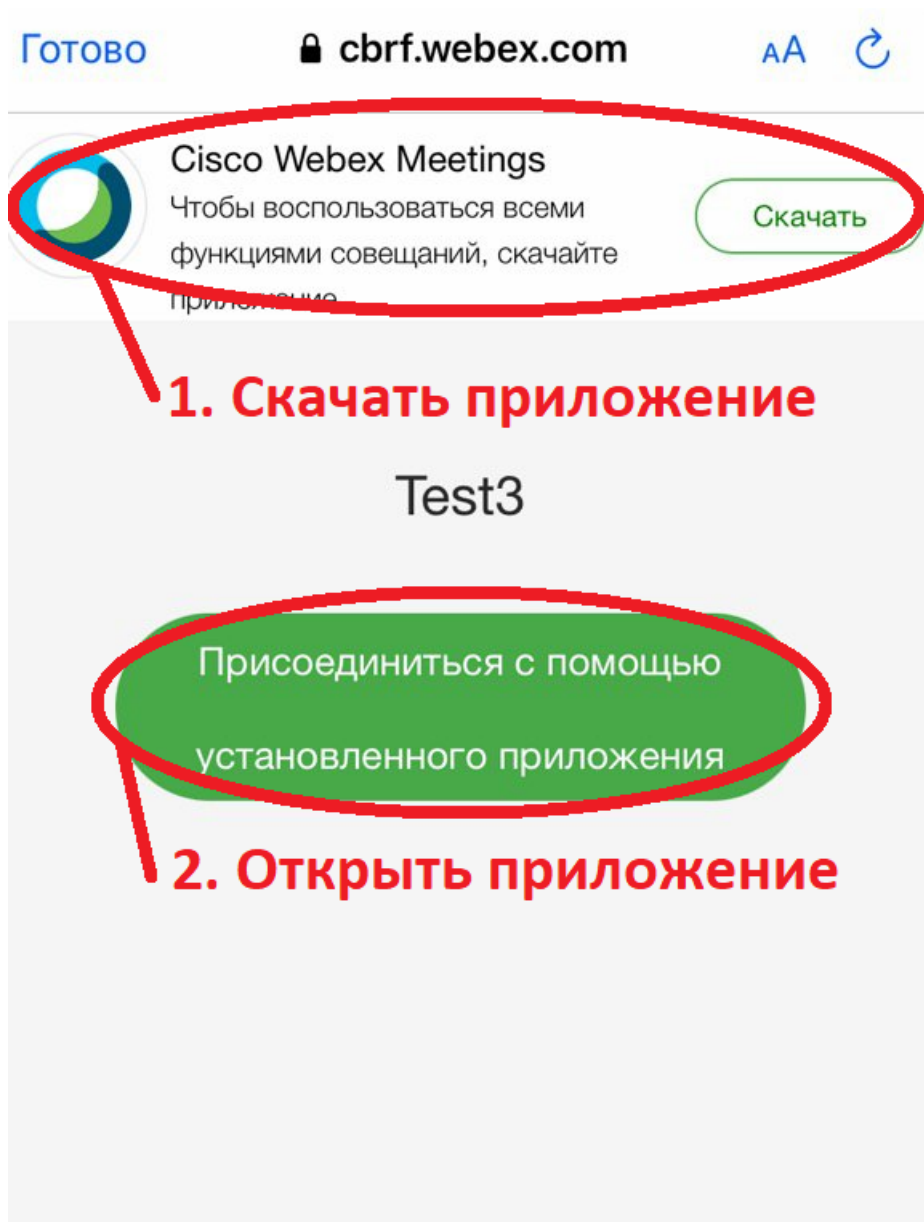 Готово
cbrf.webex.com
AA
Cisco Webex Meetings
Чтобы воспользоваться всеми
функциями совещаний, скачайте
приложение
Скачать
1. Скачать приложение
Test3
Присоединиться с помощью
установленного приложения
2. Открыть приложение